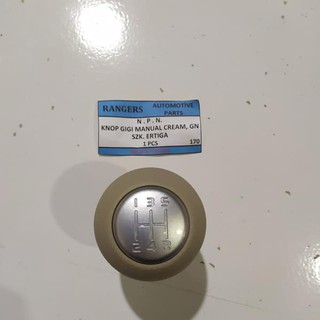 RANGERS AUTOMOTIVE PARTS
N . P . N.
KNOP GIGI MANUAL CREAM, GN
SZK. ERTIGA
1 PCS 170
1 3 5
2 4 R